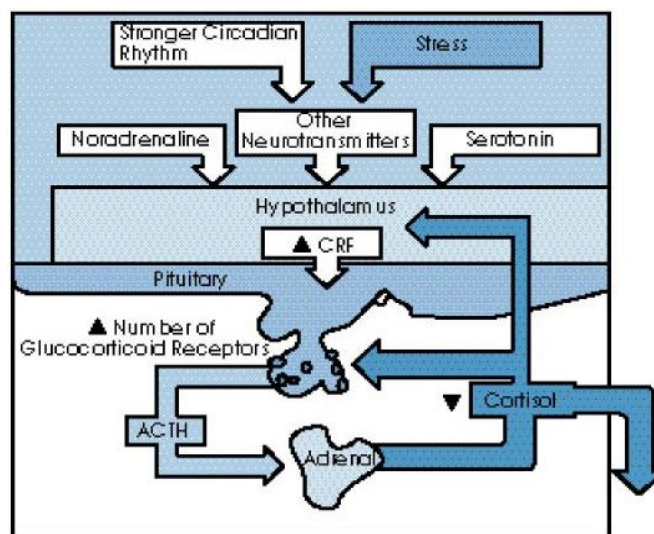 Stronger Circadian
Rhythm
Stress
Noradrenaline
Other
Neurotransmitters
Serotonin
Hypothalamus
▲ CRF
Pituitary
▲ Number of
Glucocorticoid Receptors
▼ Cortisol
ACTH
Adrenal